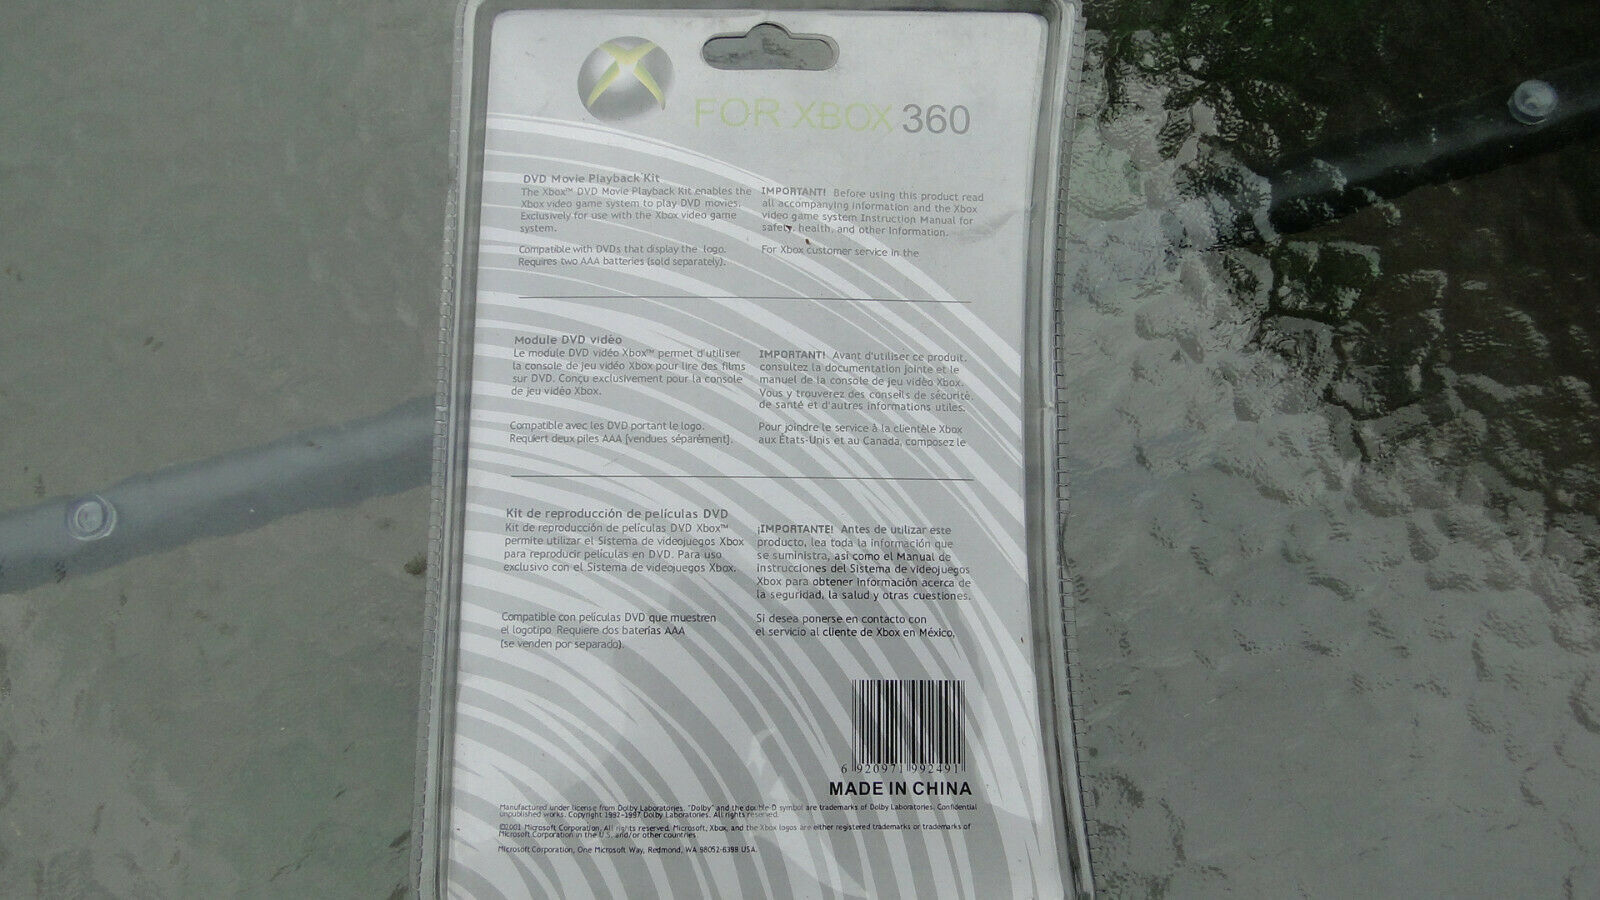 FOR XBOX 360
DVD Movie Playback Kit
The Xbox™ DVD Movie Playback Kit enables the
Xbox video game system to play DVD movies.
Exclusively for use with the Xbox video game
system.
Compatible with DVDs that display the logo.
Requires two AAA batteries (sold separately).
IMPORTANT! Before using this product read
all accompanying information and the Xbox
video game system Instruction Manual for
safety, health, and other information.
For Xbox customer service in the
Module DVD vidéo
Le module DVD vidéo Xbox™ permet d'utiliser
la console de jeu vidéo Xbox pour lire des films
sur DVD. Conçu exclusivement pour la console
de jeu vidéo Xbox.
Compatible avec les DVD portant le logo.
Requiert deux piles AAA [vendues séparément].
IMPORTANT! Avant d'utiliser ce produit,
consultez la documentation jointe et le
manuel de la console de jeu vidéo Xbox.
Vous y trouverez des conseils de sécurité,
de santé et d'autres informations utiles.
Pour joindre le service à la clientèle Xbox
aux États-Unis et au Canada, composez le
Kit de reproducción de películas DVD
Kit de reproducción de películas DVD Xbox™
permite utilizar el Sistema de videojuegos Xbox
para reproducir películas en DVD. Para uso
exclusivo con el Sistema de videojuegos Xbox.
Compatible con películas DVD que muestren
el logotipo. Requiere dos baterías AAA
(se venden por separado).
¡IMPORTANTE! Antes de utilizar este
producto, lea toda la información que
se suministra, así como el Manual de
instrucciones del Sistema de videojuegos
Xbox para obtener información acerca de
la seguridad, la salud y otras cuestiones.
Si desea ponerse en contacto con
el servicio al cliente de Xbox en México,
6 920971 992491
MADE IN CHINA
Manufactured under license from Dolby Laboratories. "Dolby" and the double-D symbol are trademarks of Dolby Laboratories. Confidential
unpublished works. Copyright 1992-1997 Dolby Laboratories. All rights reserved.
©2001 Microsoft Corporation. All rights reserved. Microsoft, Xbox, and the Xbox logos are either registered trademarks or trademarks of
Microsoft Corporation in the U.S. and/or other countries.
Microsoft Corporation, One Microsoft Way, Redmond, WA 98052-6399 USA.